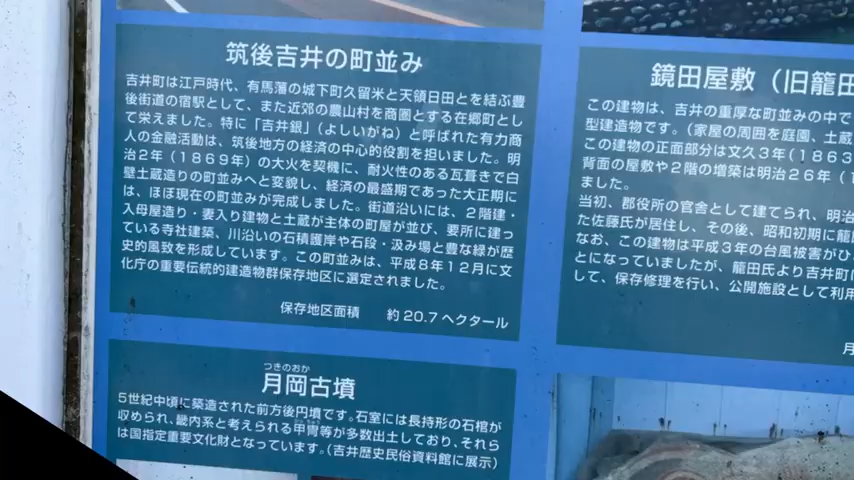 筑後吉井の町並み
吉井町は江戸時代、有馬藩の城下町久留米と天領日田とを結ぶ豊
後街道の宿駅として、また近郊の農山村を商圏とする在郷町とし
て栄えました。特に「吉井銀」(よしいがね)と呼ばれた有力商
人の金融活動は、筑後地方の経済の中心的役割を担いました。明
治2年(1869年)の大火を契機に、耐火性のある瓦葺きで白
壁土蔵造りの町並みへと変貌し、経済の最盛期であった大正期に
は、ほぼ現在の町並みが完成しました。街道沿いには、2階建・
入母屋造り・妻入り建物と土蔵が主体の町屋が並び、要所に建っ
ている寺社建築、川沿いの石積護岸や石段・汲み場と豊な緑が歴
史的風致を形成しています。この町並みは、平成8年12月に文
化庁の重要伝統的建造物群保存地区に選定されました。
保存地区面積 約20.7ヘクタール
つきのおか
月岡古墳
5世紀中頃に築造された前方後円墳です。石室には長持形の石棺が
収められ、畿内系と考えられる甲冑等が多数出土しており、それら
は国指定重要文化財となっています。(吉井歴史民俗資料館に展示)
鏡田屋敷(旧籠田
この建物は、吉井の重厚な町並みの中で
型建造物です。(家屋の周囲を庭園、土蔵
この建物の正面部分は文久3年(1863
背面の屋敷や2階の増築は明治26年(1
ました。
当初、郡役所の官舎として建てられ、明治
た佐藤氏が居住し、その後、昭和初期に籠
なお、この建物は平成3年の台風被害がひ
とになっていましたが、籠田氏より吉井町に
して、保存修理を行い、公開施設として利用
月